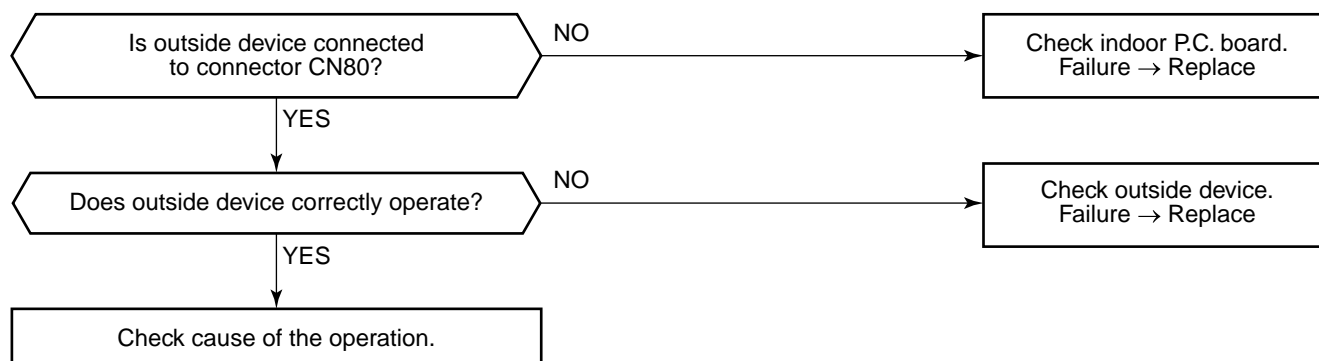 Is outside device connected
to connector CN80?
NO
Check indoor P.C. board.
Failure → Replace
YES
Does outside device correctly operate?
NO
Check outside device.
Failure → Replace
YES
Check cause of the operation.